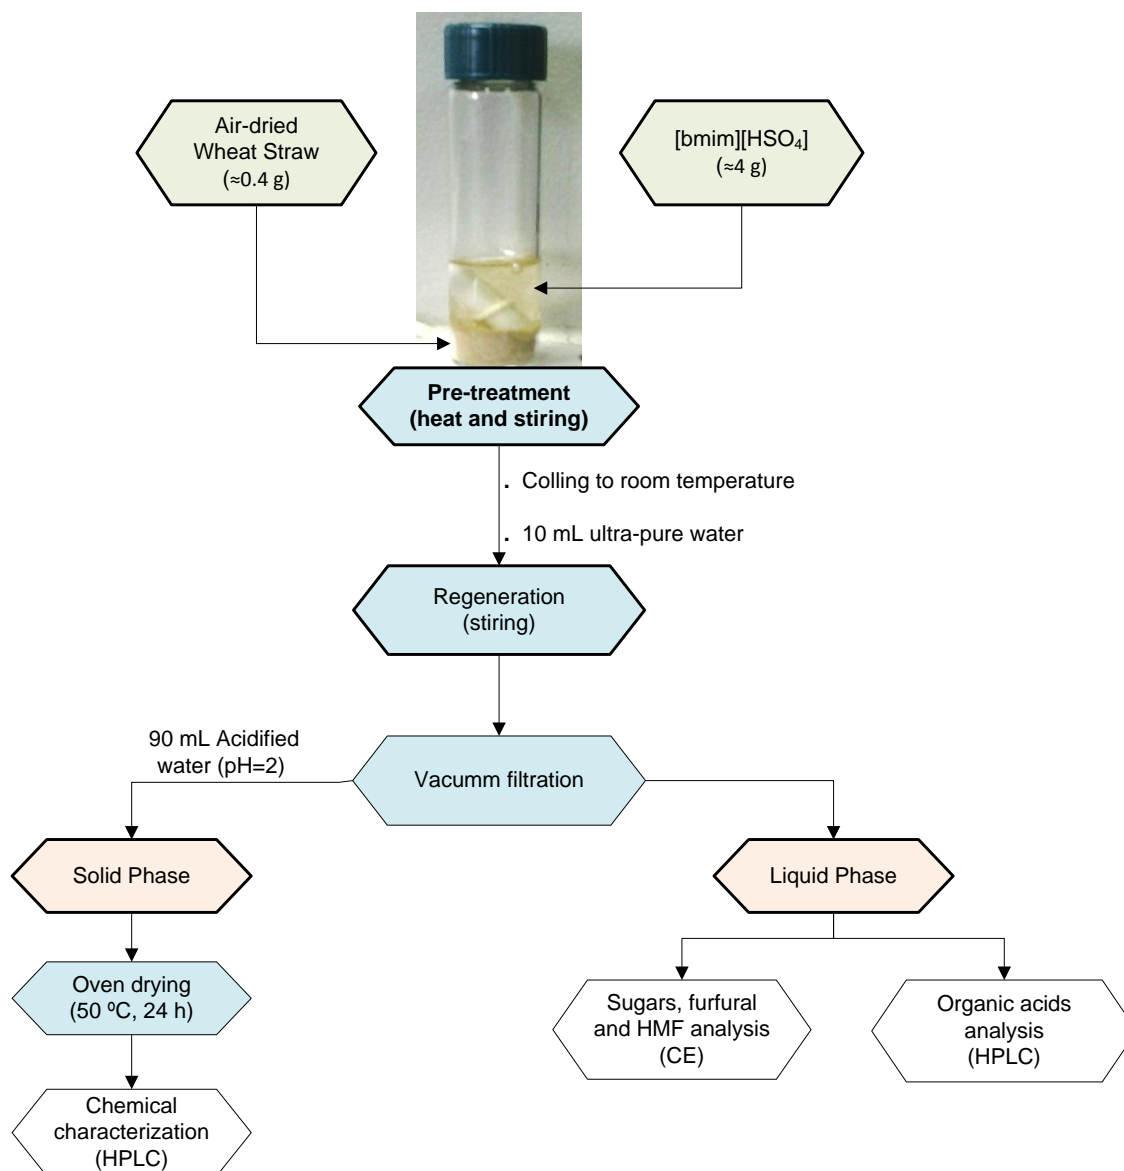 Air-dried
Wheat Straw
(≈0.4 g)
[bmim][HSO₄]
(≈4 g)
Pre-treatment
(heat and stiring)
. Colling to room temperature
. 10 mL ultra-pure water
Regeneration
(stiring)
90 mL Acidified
water (pH=2)
Vacumm filtration
Solid Phase
Liquid Phase
Oven drying
(50 ºC, 24 h)
Sugars, furfural
and HMF analysis
(CE)
Organic acids
analysis
(HPLC)
Chemical
characterization
(HPLC)